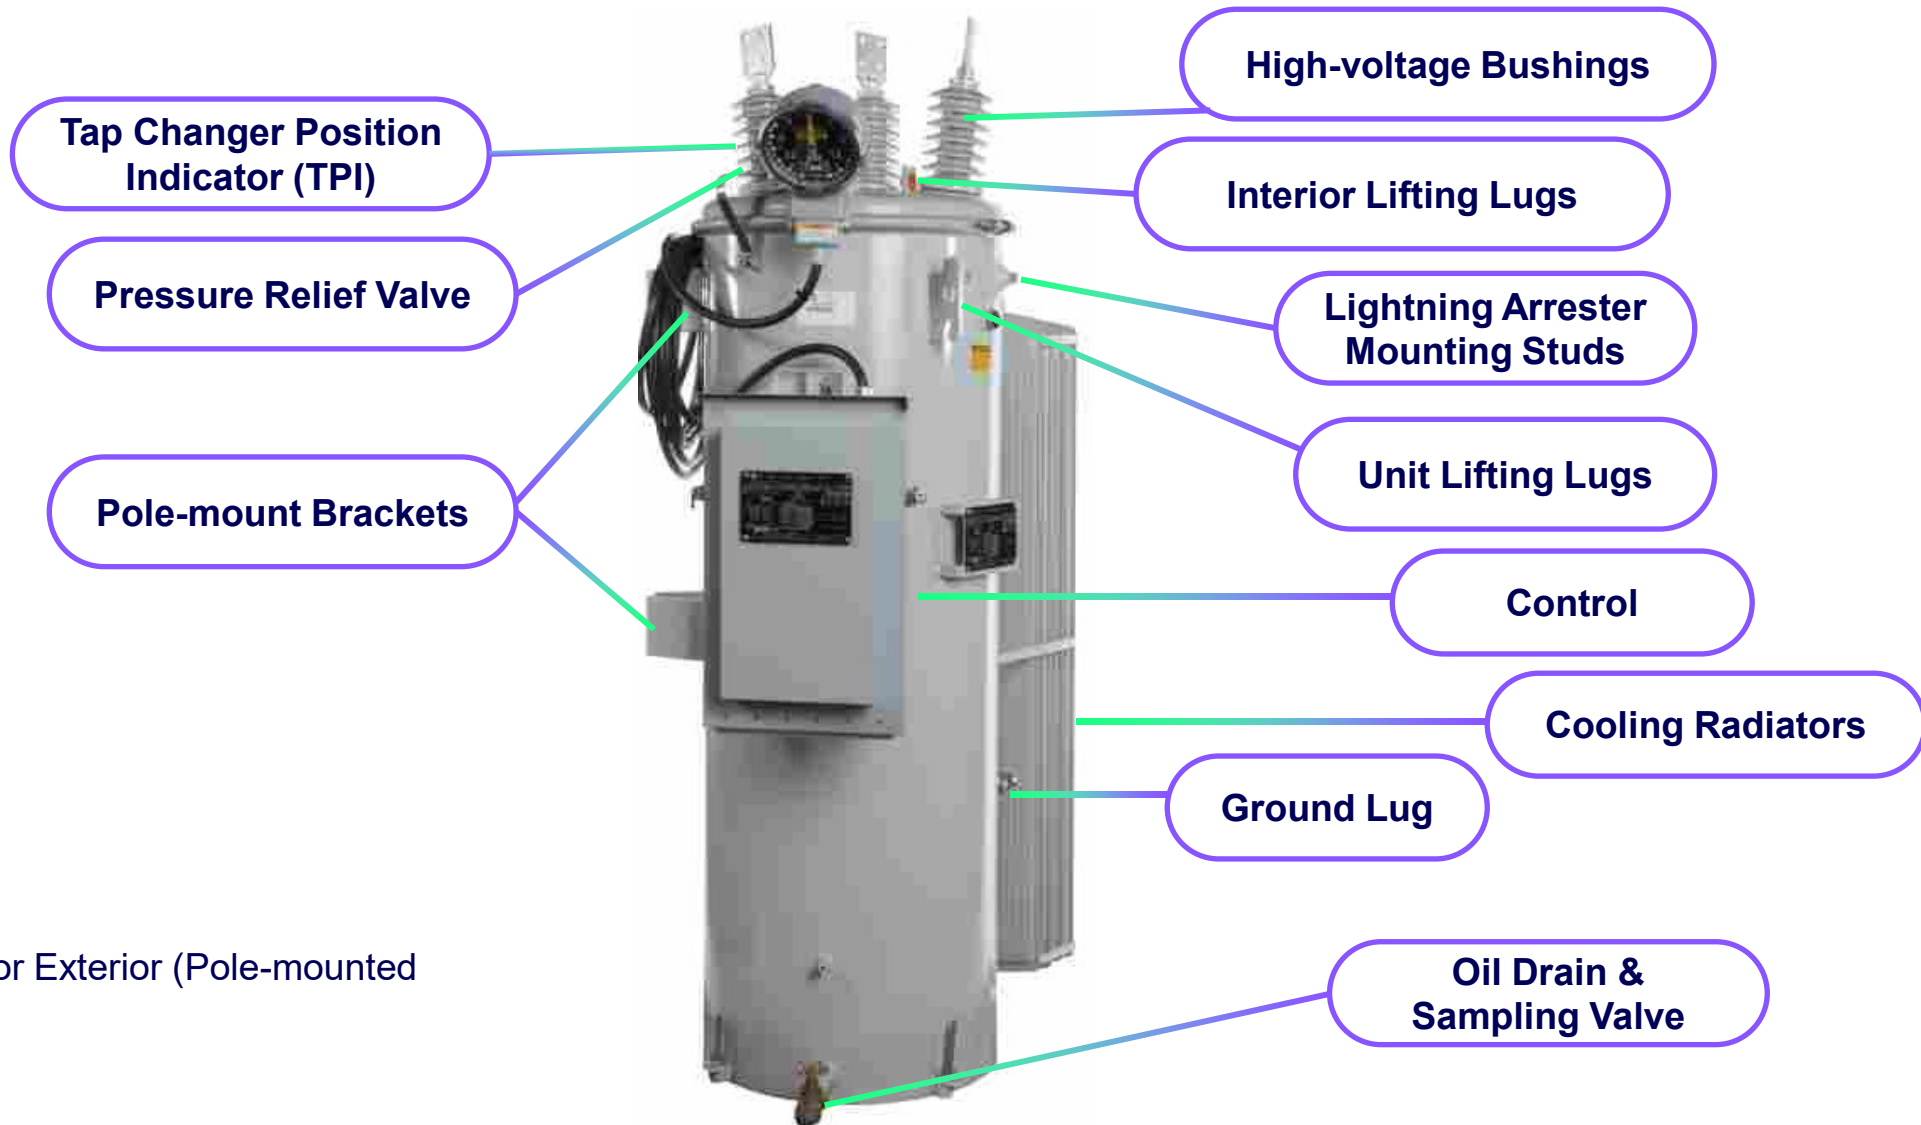 High-voltage Bushings
Tap Changer Position
Indicator (TPI)
Interior Lifting Lugs
Pressure Relief Valve
Lightning Arrester
Mounting Studs
Unit Lifting Lugs
Pole-mount Brackets
Control
Cooling Radiators
Ground Lug
or Exterior (Pole-mounted
Oil Drain &
Sampling Valve